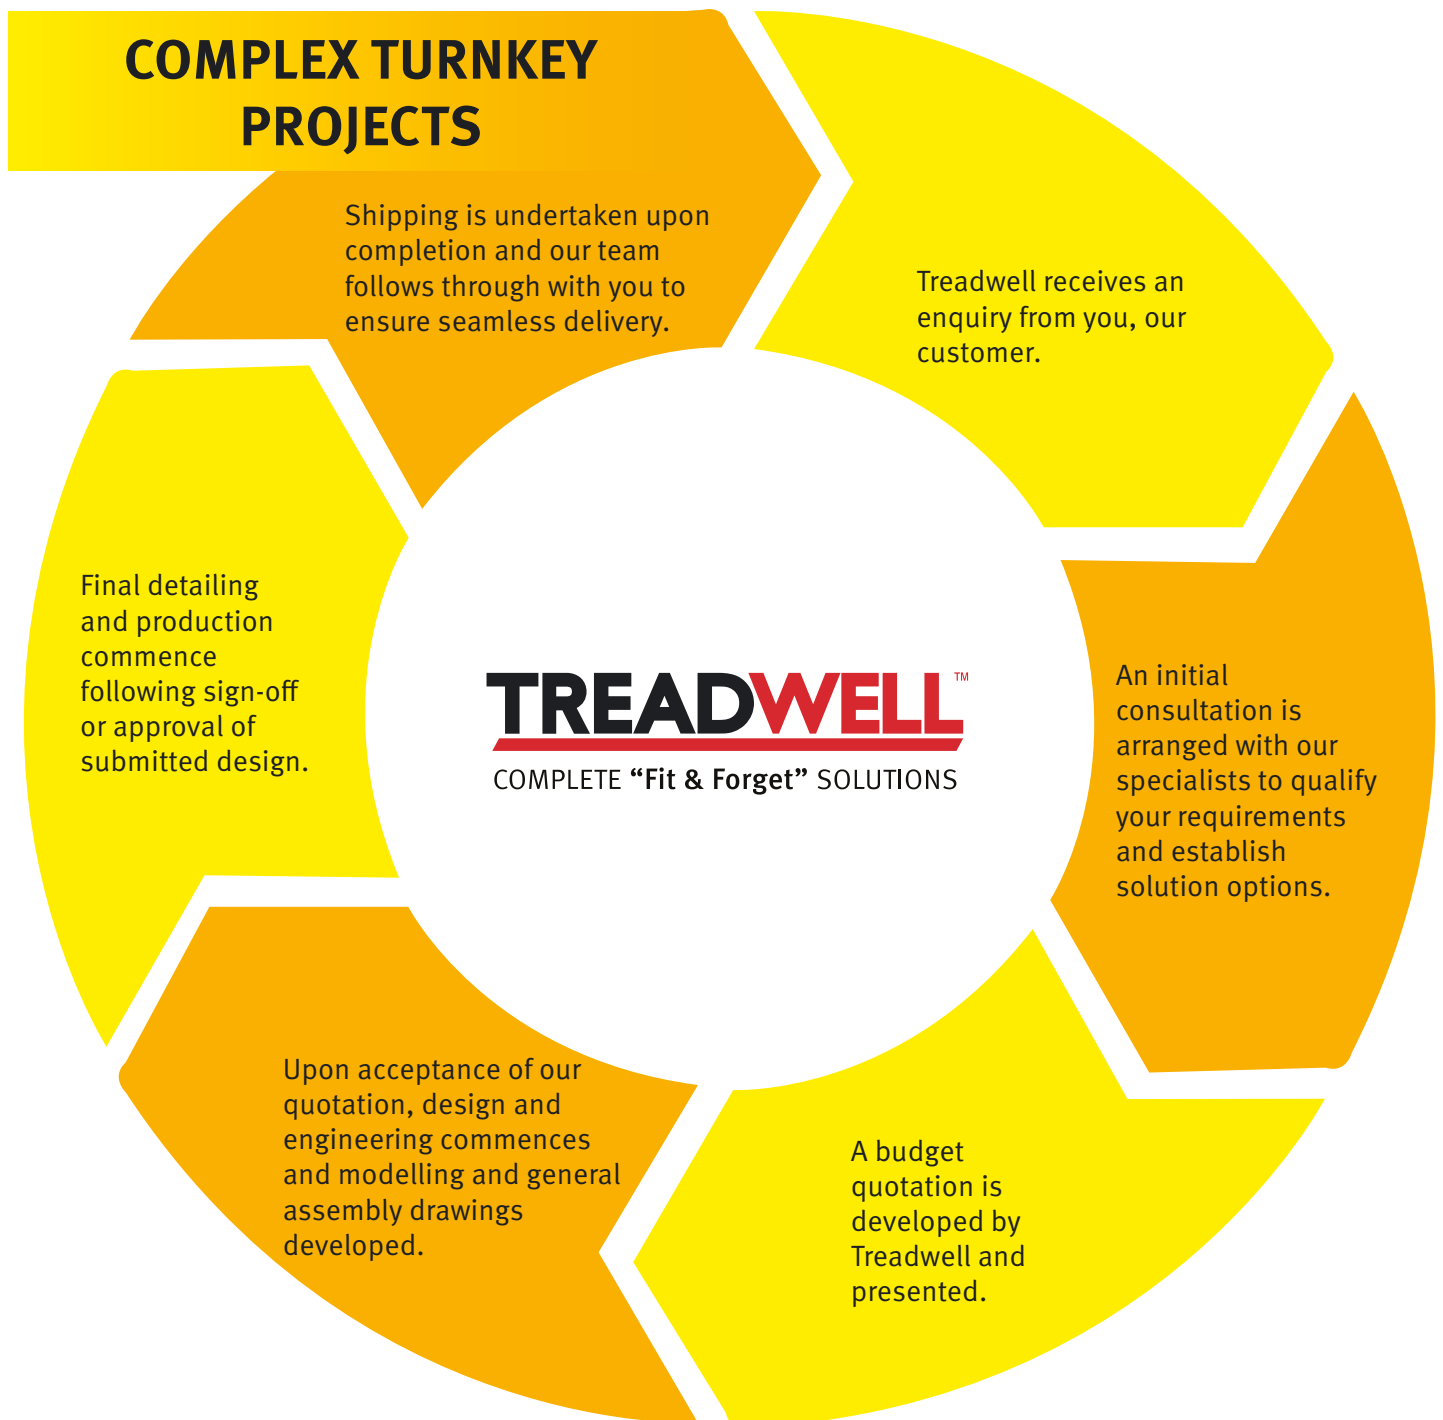 COMPLEX TURNKEY
PROJECTS
Shipping is undertaken upon
completion and our team
follows through with you to
ensure seamless delivery.
Treadwell receives an
enquiry from you, our
customer.
An initial
consultation is
arranged with our
specialists to qualify
your requirements
and establish
solution options.
A budget
quotation is
developed by
Treadwell and
presented.
Upon acceptance of our
quotation, design and
engineering commences
and modelling and general
assembly drawings
developed.
Final detailing
and production
commence
following sign-off
or approval of
submitted design.
TREADWELL™
COMPLETE “Fit & Forget” SOLUTIONS